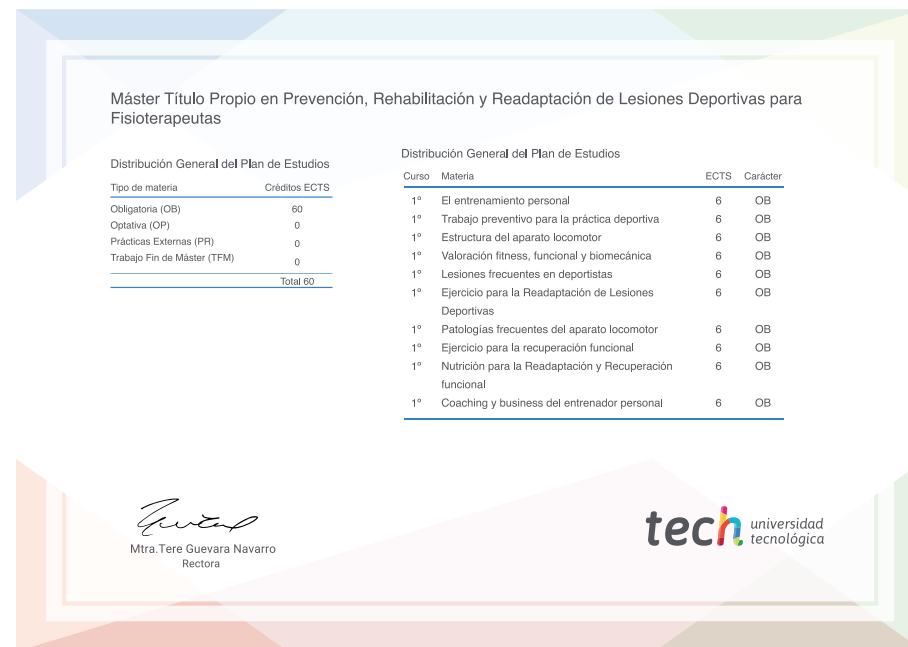 Máster Título Propio en Prevención, Rehabilitación y Readaptación de Lesiones Deportivas para
Fisioterapeutas
Distribución General del Plan de Estudios
Tipo de materia Créditos ECTS
Obligatoria (OB) 60
Optativa (OP) 0
Prácticas Externas (PR) 0
Trabajo Fin de Máster (TFM) 0
Total 60
Distribución General del Plan de Estudios
Curso Materia ECTS Carácter
1º El entrenamiento personal 6 OB
1º Trabajo preventivo para la práctica deportiva 6 OB
1º Estructura del aparato locomotor 6 OB
1º Valoración fitness, funcional y biomecánica 6 OB
1º Lesiones frecuentes en deportistas 6 OB
1º Ejercicio para la Readaptación de Lesiones 6 OB
Deportivas
1º Patologías frecuentes del aparato locomotor 6 OB
1º Ejercicio para la recuperación funcional 6 OB
1º Nutrición para la Readaptación y Recuperación 6 OB
funcional
1º Coaching y business del entrenador personal 6 OB
Mtra.Tere Guevara Navarro
Rectora
tech universidad
tecnológica